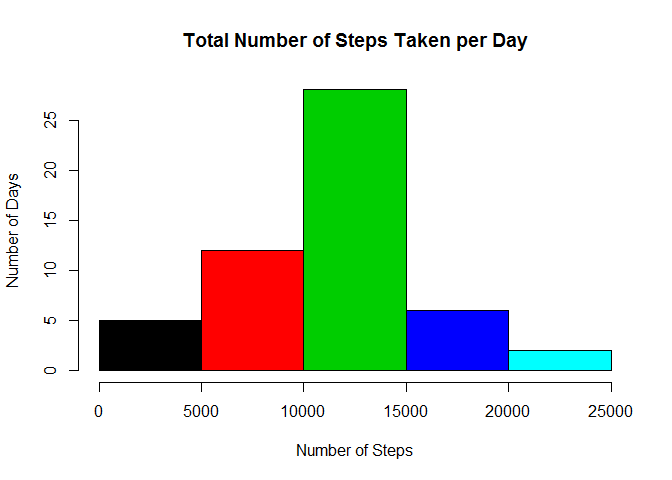 Total Number of Steps Taken per Day
Number of Days
25
20
15
10
5
0
0 5000 10000 15000 20000 25000
Number of Steps